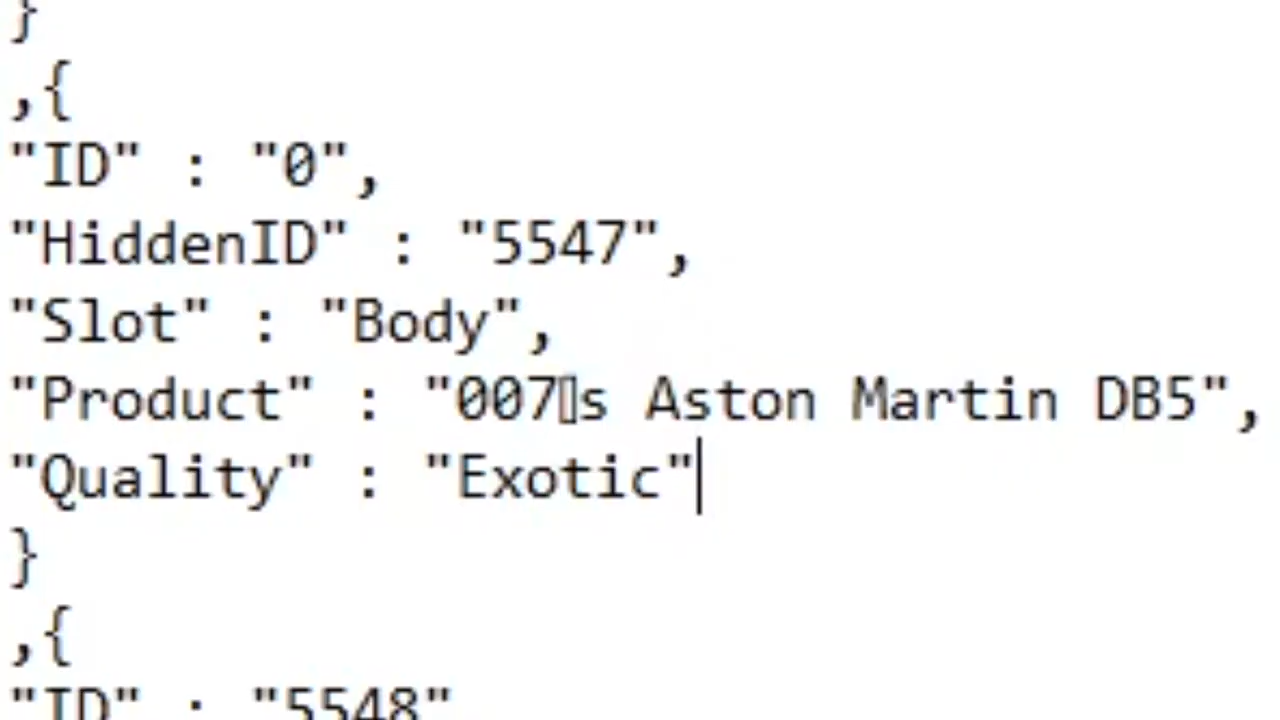 }
,{
"ID" : "0",
"HiddenID" : "5547",
"Slot" : "Body",
"Product" : "007▯s Aston Martin DB5",
"Quality" : "Exotic"
}
,{
"ID" : "5548"